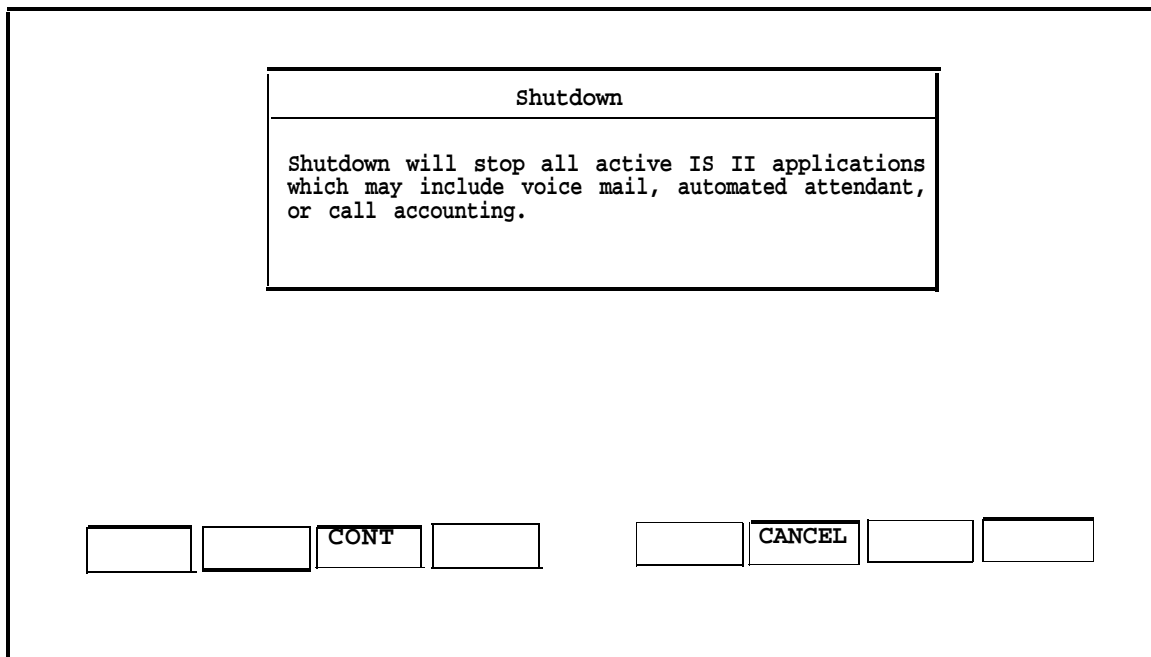 Shutdown
Shutdown will stop all active IS II applications
which may include voice mail, automated attendant,
or call accounting.
CONT
CANCEL